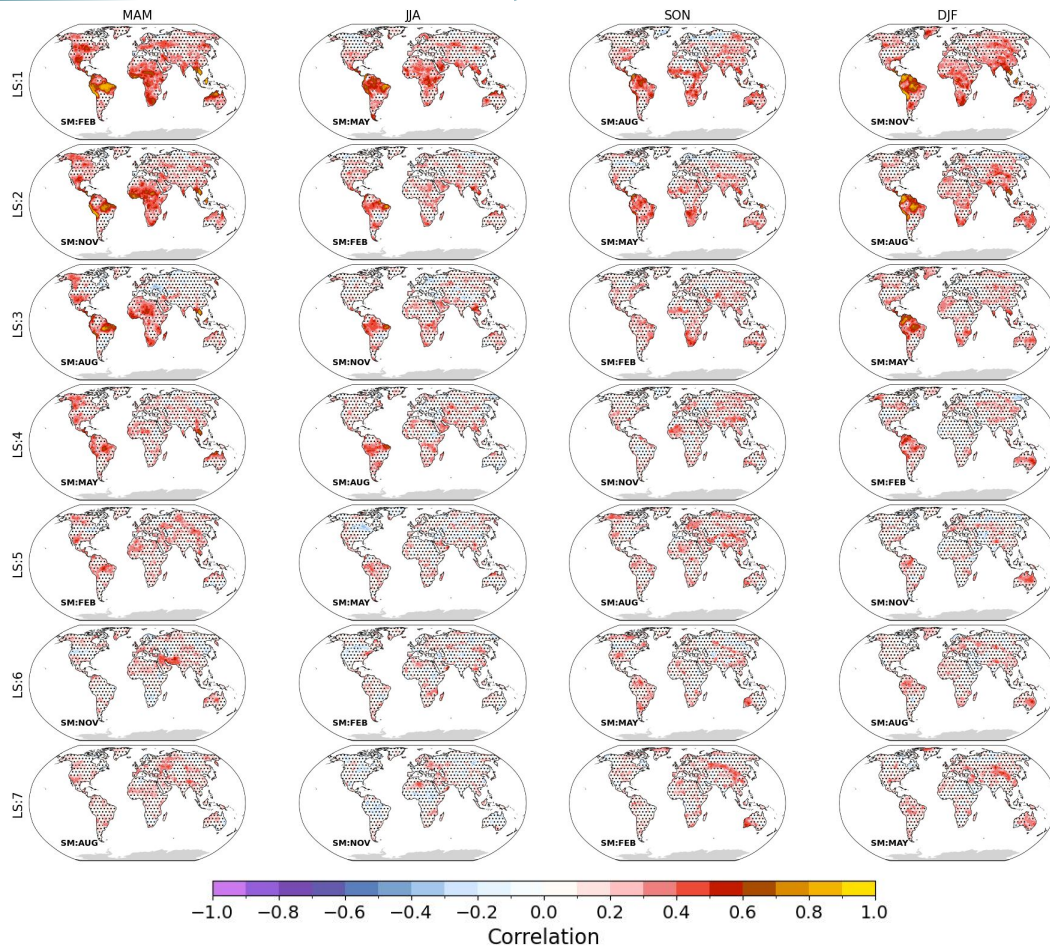 MAM JJA SON DJF
LS:1
SM:FEB SM:MAY SM:AUG SM:NOV
LS:2
SM:NOV SM:FEB SM:MAY SM:AUG
LS:3
SM:AUG SM:NOV SM:FEB SM:MAY
LS:4
SM:MAY SM:AUG SM:NOV SM:FEB
LS:5
SM:FEB SM:MAY SM:AUG SM:NOV
LS:6
SM:NOV SM:FEB SM:MAY SM:AUG
LS:7
SM:AUG SM:NOV SM:FEB SM:MAY
−1.0 −0.8 −0.6 −0.4 −0.2 0.0 0.2 0.4 0.6 0.8 1.0
Correlation